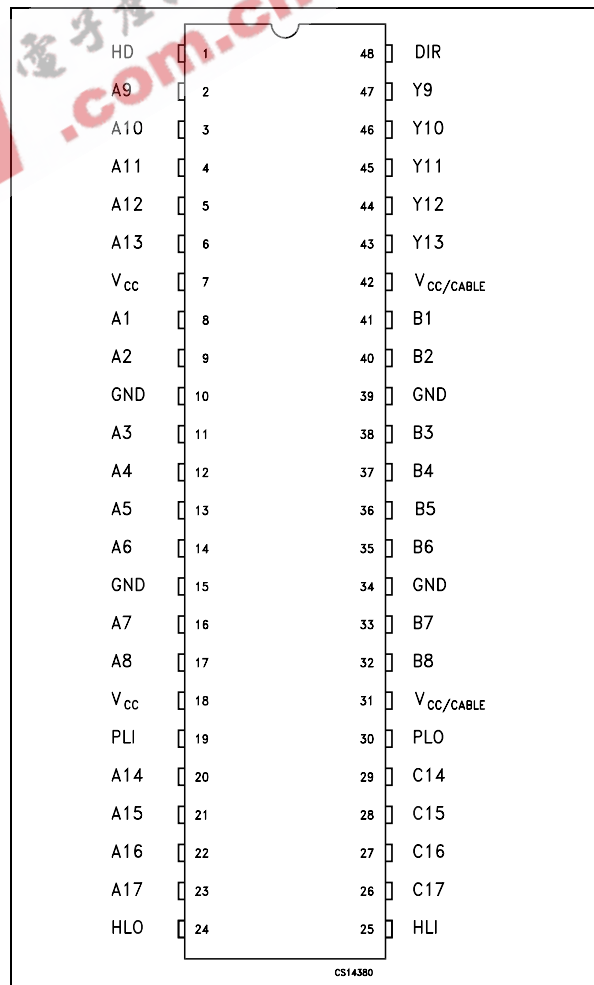 電子產
.com.cn
HD 1 48 DIR
A9 2 47 Y9
A10 3 46 Y10
A11 4 45 Y11
A12 5 44 Y12
A13 6 43 Y13
VCC 7 42 VCC/CABLE
A1 8 41 B1
A2 9 40 B2
GND 10 39 GND
A3 11 38 B3
A4 12 37 B4
A5 13 36 B5
A6 14 35 B6
GND 15 34 GND
A7 16 33 B7
A8 17 32 B8
VCC 18 31 VCC/CABLE
PLI 19 30 PLO
A14 20 29 C14
A15 21 28 C15
A16 22 27 C16
A17 23 26 C17
HLO 24 25 HLI
CS14380